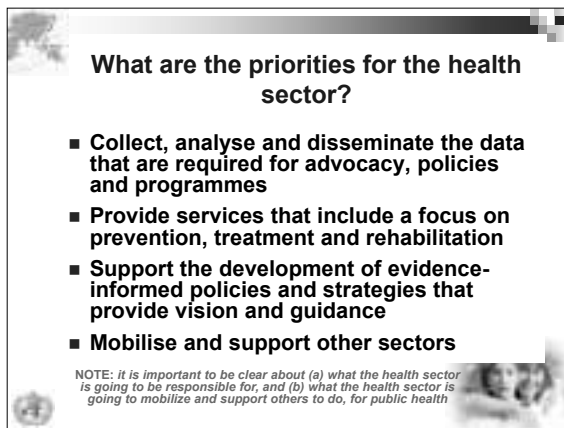 What are the priorities for the health
sector?
■ Collect, analyse and disseminate the data
that are required for advocacy, policies
and programmes
■ Provide services that include a focus on
prevention, treatment and rehabilitation
■ Support the development of evidence-
informed policies and strategies that
provide vision and guidance
■ Mobilise and support other sectors
NOTE: it is important to be clear about (a) what the health sector
is going to be responsible for, and (b) what the health sector is
going to mobilize and support others to do, for public health